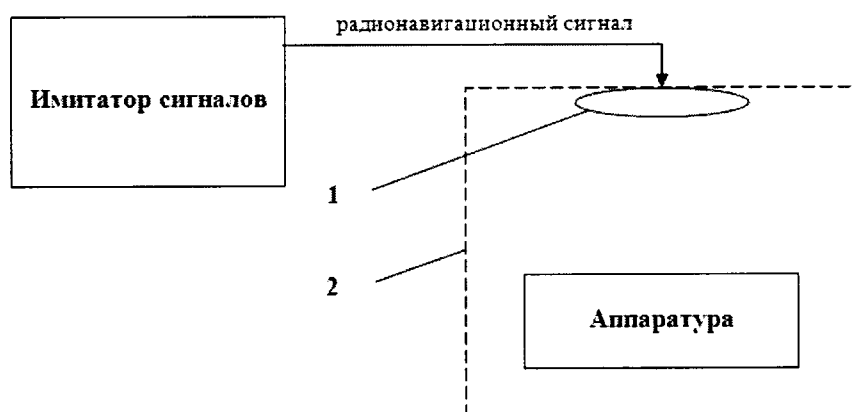 радионавигационный сигнал
Имитатор сигналов
1
2
Аппаратура